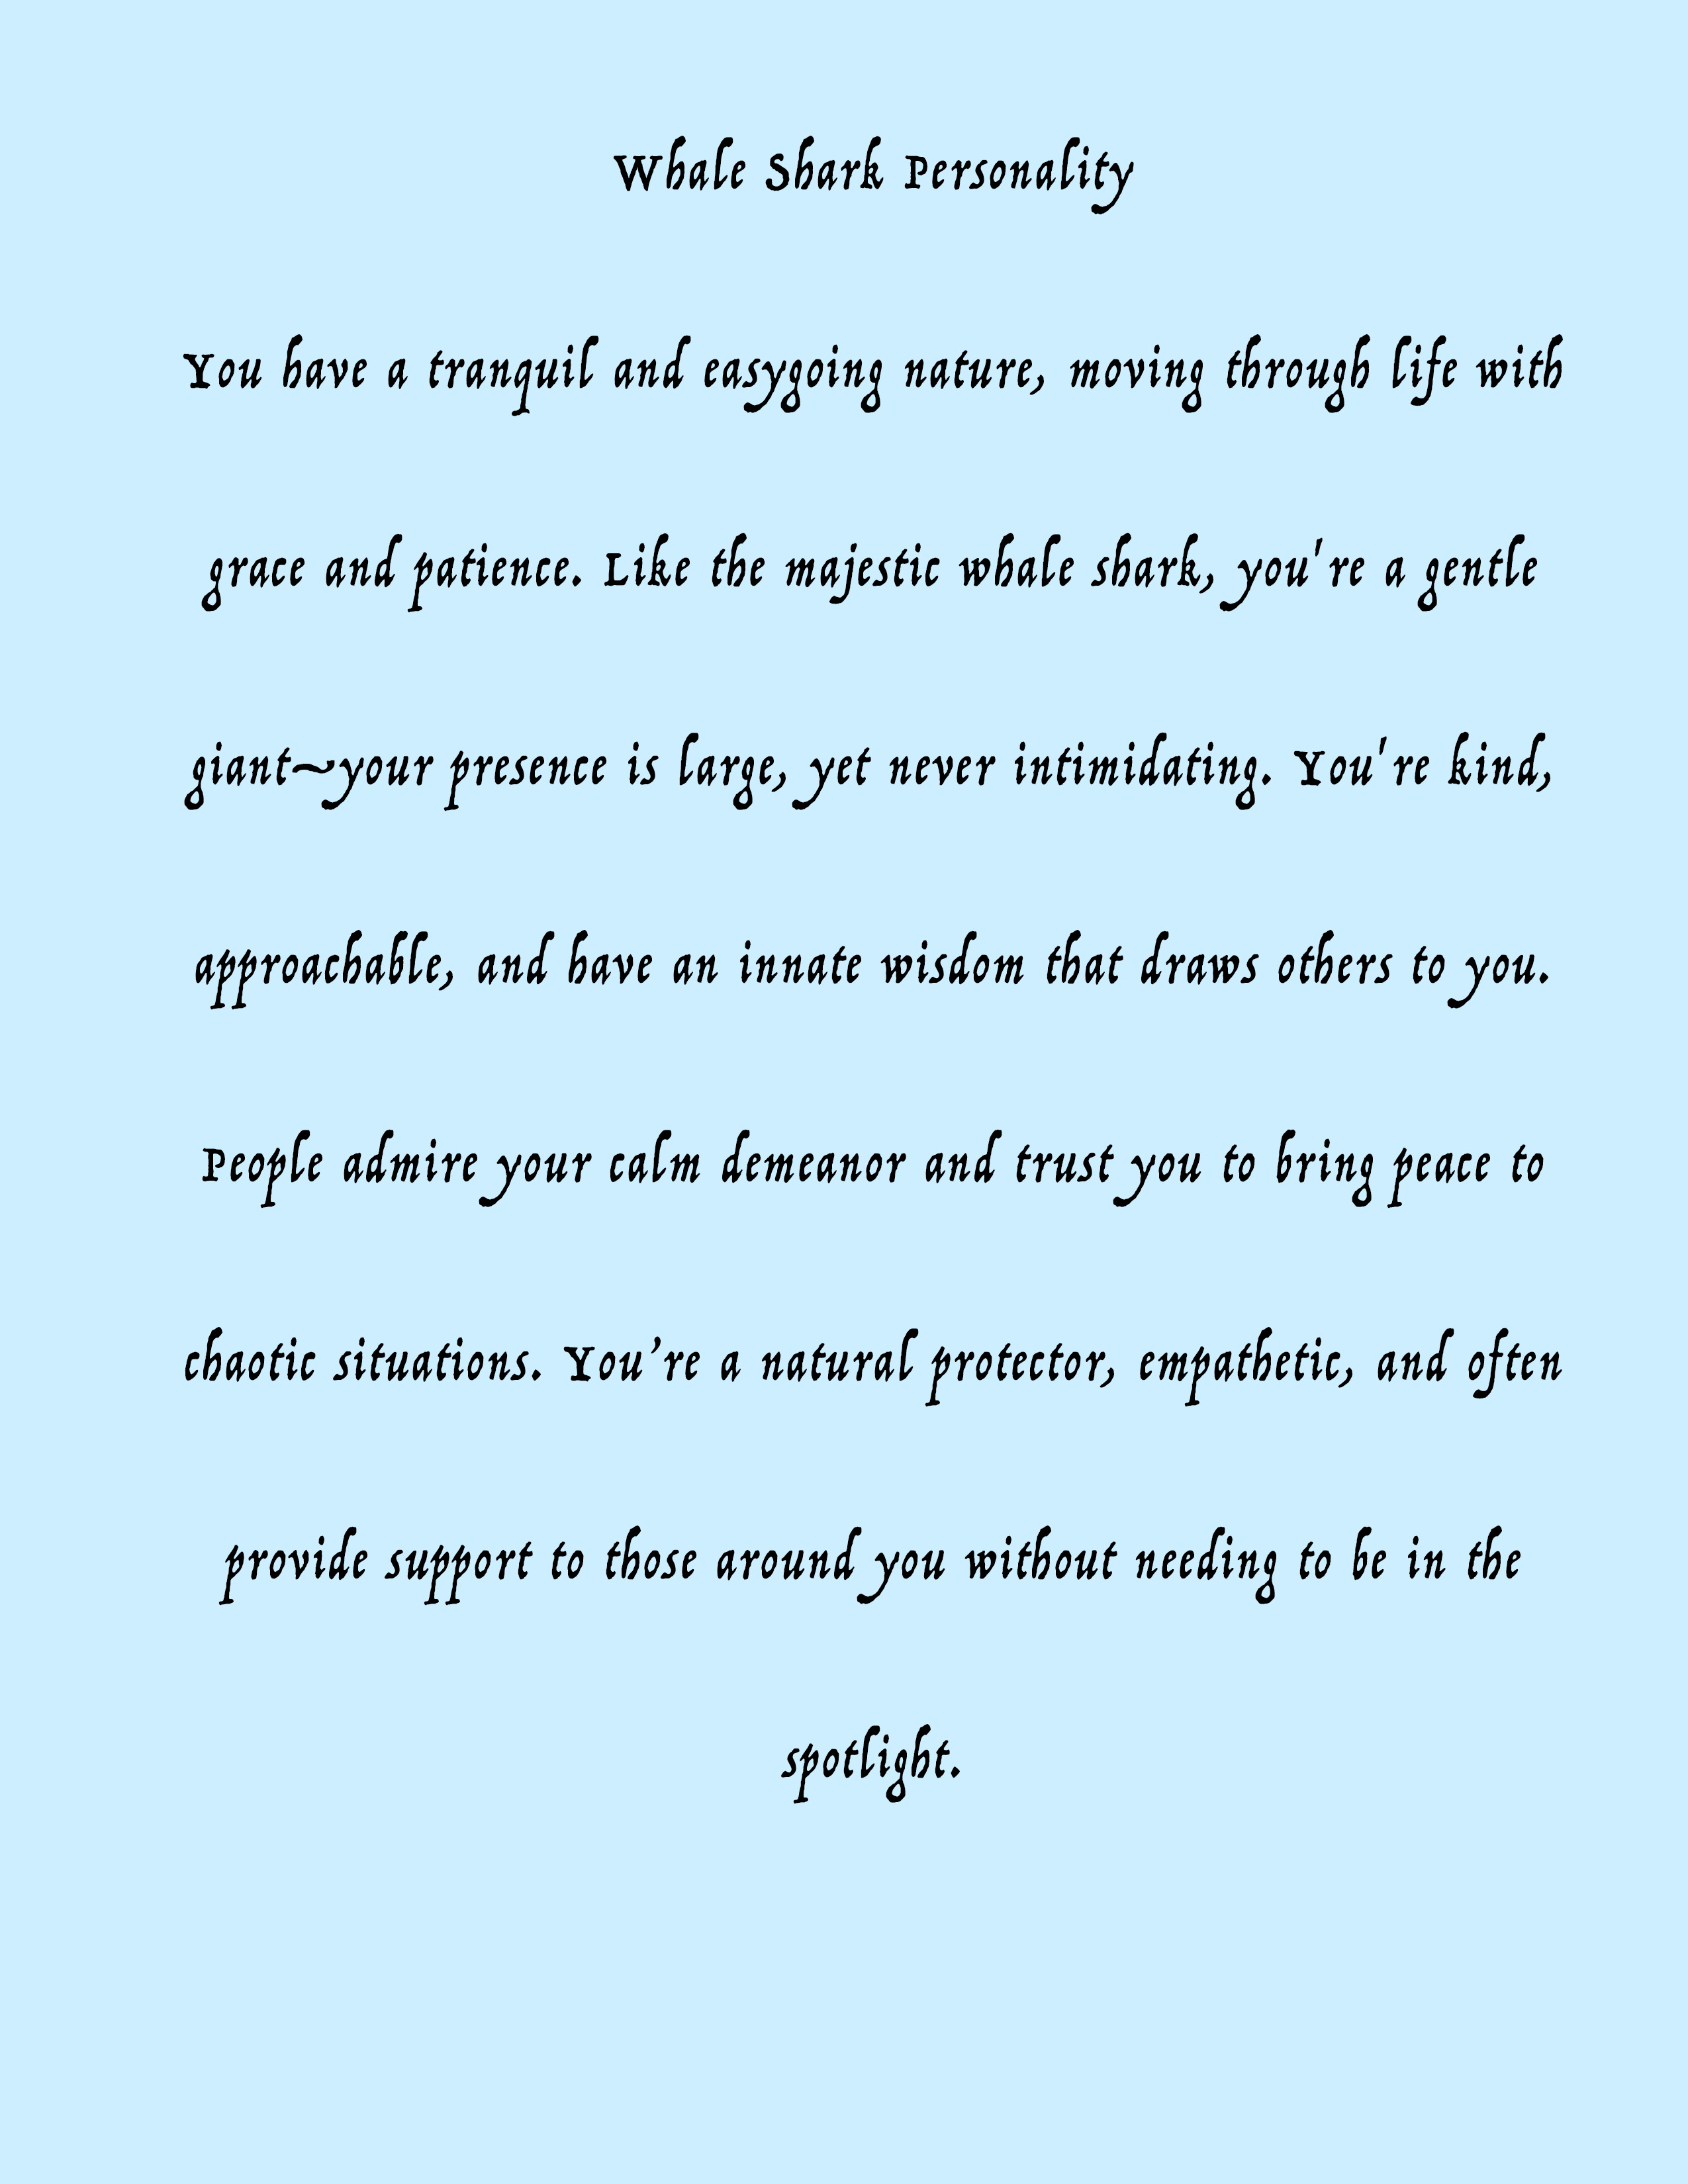 Whale Shark Personality
You have a tranquil and easygoing nature, moving through life with
grace and patience. Like the majestic whale shark, you're a gentle
giant—your presence is large, yet never intimidating. You're kind,
approachable, and have an innate wisdom that draws others to you.
People admire your calm demeanor and trust you to bring peace to
chaotic situations. You’re a natural protector, empathetic, and often
provide support to those around you without needing to be in the
spotlight.